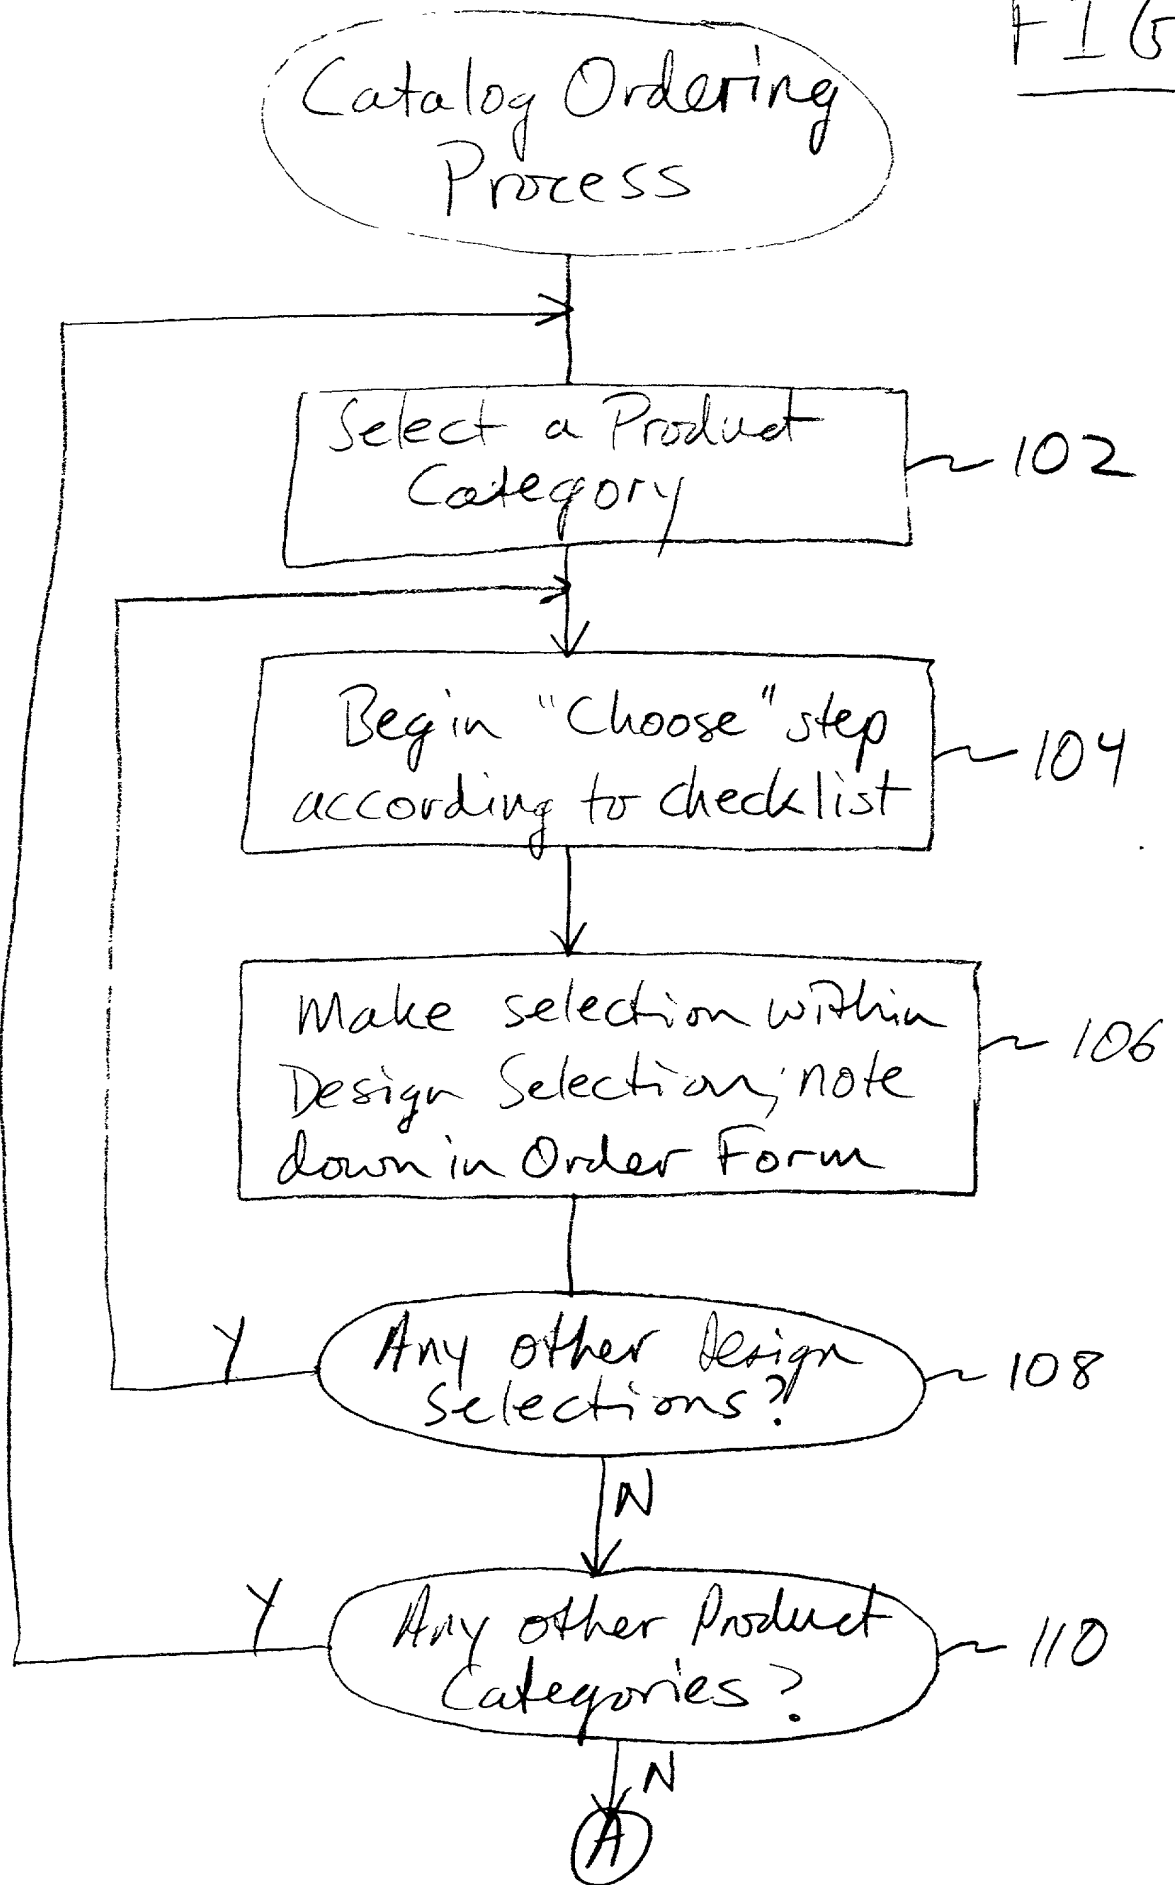 FIG
Catalog Ordering
Process
Select a Product
Category
102
Begin "Choose" step
according to checklist
104
Make selection within
Design Selection; note
down in Order Form
106
Y
Any other Design
selections?
108
N
Y
Any other Product
Categories?
110
N
A